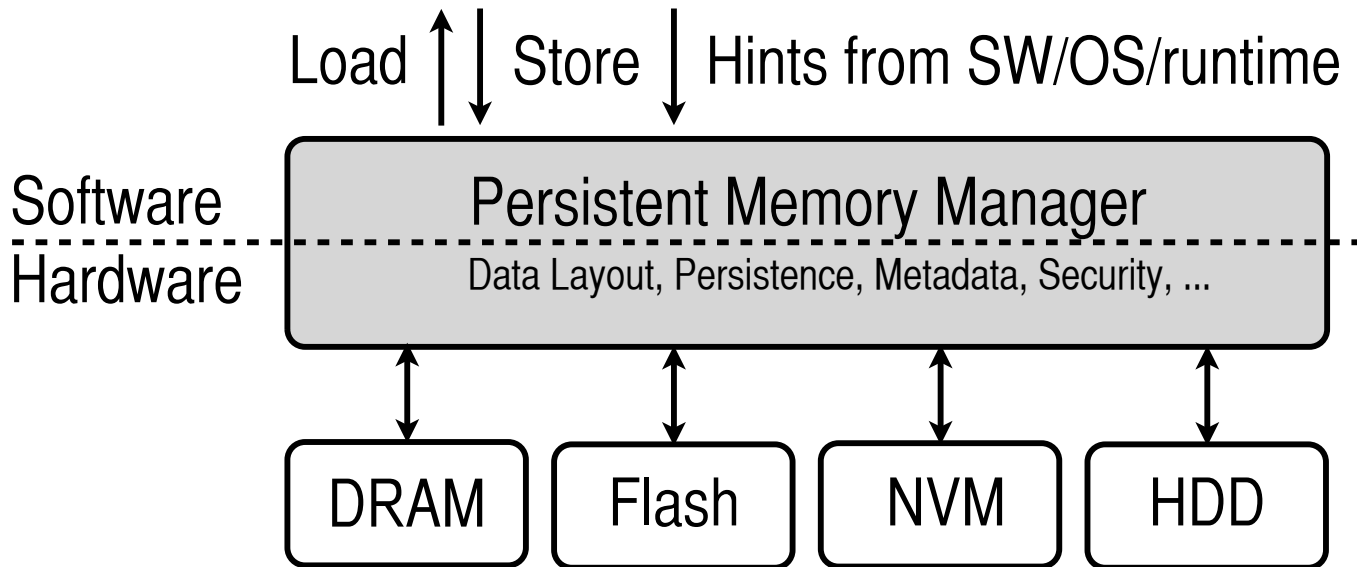 Load Store Hints from SW/OS/runtime
Software
Persistent Memory Manager
Hardware
Data Layout, Persistence, Metadata, Security, ...
DRAM Flash NVM HDD